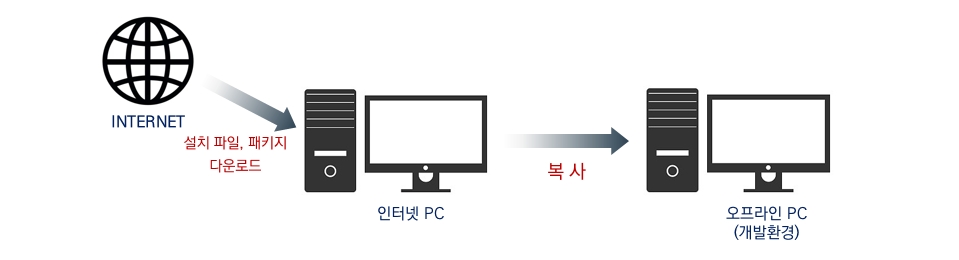 INTERNET
설치 파일, 패키지
다운로드
복 사
인터넷 PC
오프라인 PC
(개발환경)